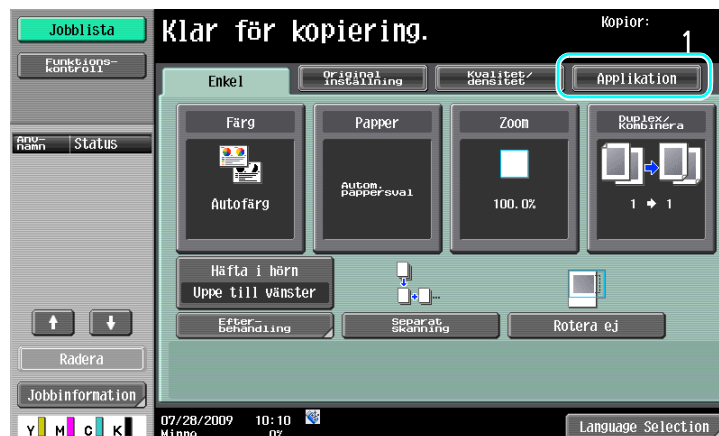 Jobblista
Klar för kopiering.
Kopior:
1
Funktions-
kontroll
Enkel
Original
inställning
Kvalitet/
densitet
Applikation
Anv-
namn
Status
Färg
Papper
Zoom
Duplex/
Kombinera
Autofärg
Autom.
pappersval
100.0%
1 → 1
Häfta i hörn
Uppe till vänster
Efter-
behandling
Separat
skanning
Rotera ej
Radera
Jobbinformation
Y M C K
07/28/2009 10:10
Minne 0%
Language Selection